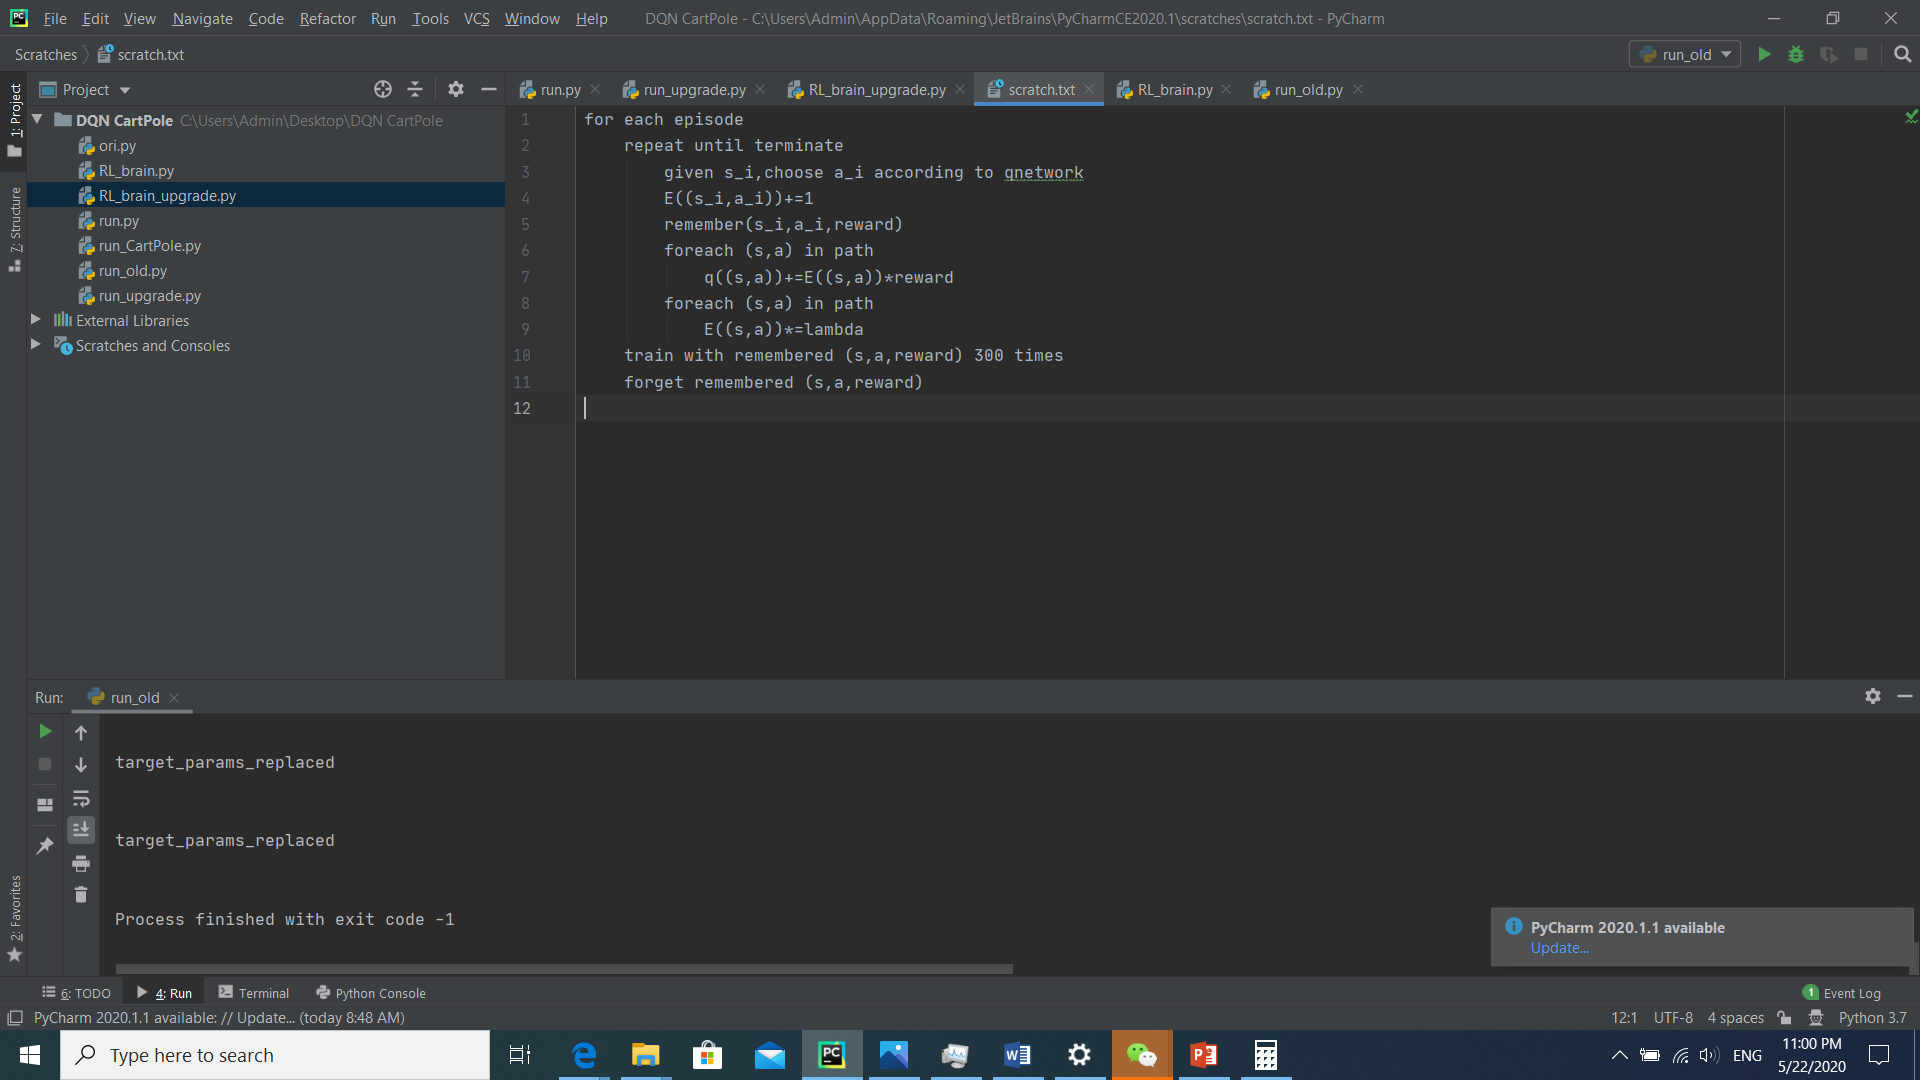 File Edit View Navigate Code Refactor Run Tools VCS Window Help DQN CartPole - C:\Users\Admin\AppData\Roaming\JetBrains\PyCharmCE2020.1\scratches\scratch.txt - PyCharm
Scratches scratch.txt run_old
Project run.py run_upgrade.py RL_brain_upgrade.py scratch.txt RL_brain.py run_old.py
1: Project
7: Structure
2: Favorites
DQN CartPole C:\Users\Admin\Desktop\DQN CartPole
ori.py
RL_brain.py
RL_brain_upgrade.py
run.py
run_CartPole.py
run_old.py
run_upgrade.py
External Libraries
Scratches and Consoles
1 for each episode
2 repeat until terminate
3 given s_i,choose a_i according to qnetwork
4 E((s_i,a_i))+=1
5 remember(s_i,a_i,reward)
6 foreach (s,a) in path
7 q((s,a))+=E((s,a))*reward
8 foreach (s,a) in path
9 E((s,a))*=lambda
10 train with remembered (s,a,reward) 300 times
11 forget remembered (s,a,reward)
12
Run: run_old
target_params_replaced
target_params_replaced
Process finished with exit code -1
PyCharm 2020.1.1 available
Update...
6: TODO 4: Run Terminal Python Console 1 Event Log
PyCharm 2020.1.1 available: // Update... (today 8:48 AM) 12:1 UTF-8 4 spaces Python 3.7
Type here to search ENG 11:00 PM
5/22/2020